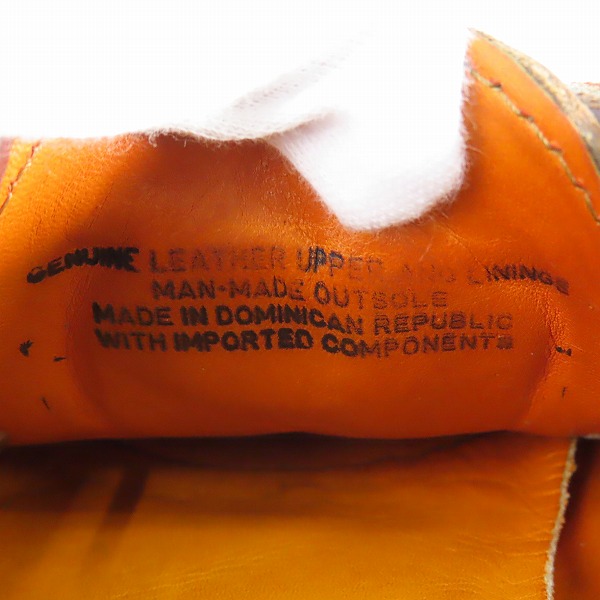 GENUINE LEATHER UPPER AND LININGS
MAN-MADE OUTSOLE
MADE IN DOMINICAN REPUBLIC
WITH IMPORTED COMPONENTS